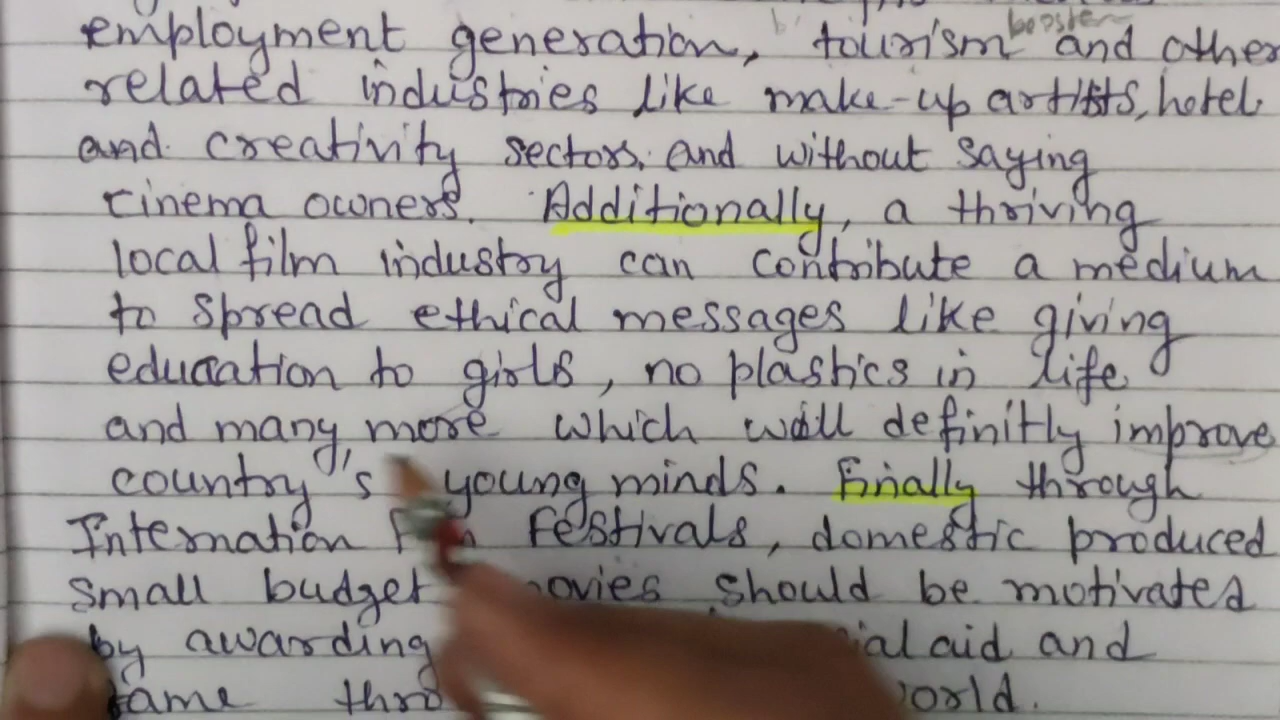 booster
employment generation, tourism and other
related industries like make-up artists, hotel
and creativity sectors. and without saying
cinema owners. Additionally, a thriving
local film industry can contribute a medium
to spread ethical messages like giving
education to girls, no plastics in life
and many more which will definitly improve
country's young minds. Finally through
Internation Festivals, domestic produced
small budget movies should be motivated
by awarding aid and
world.